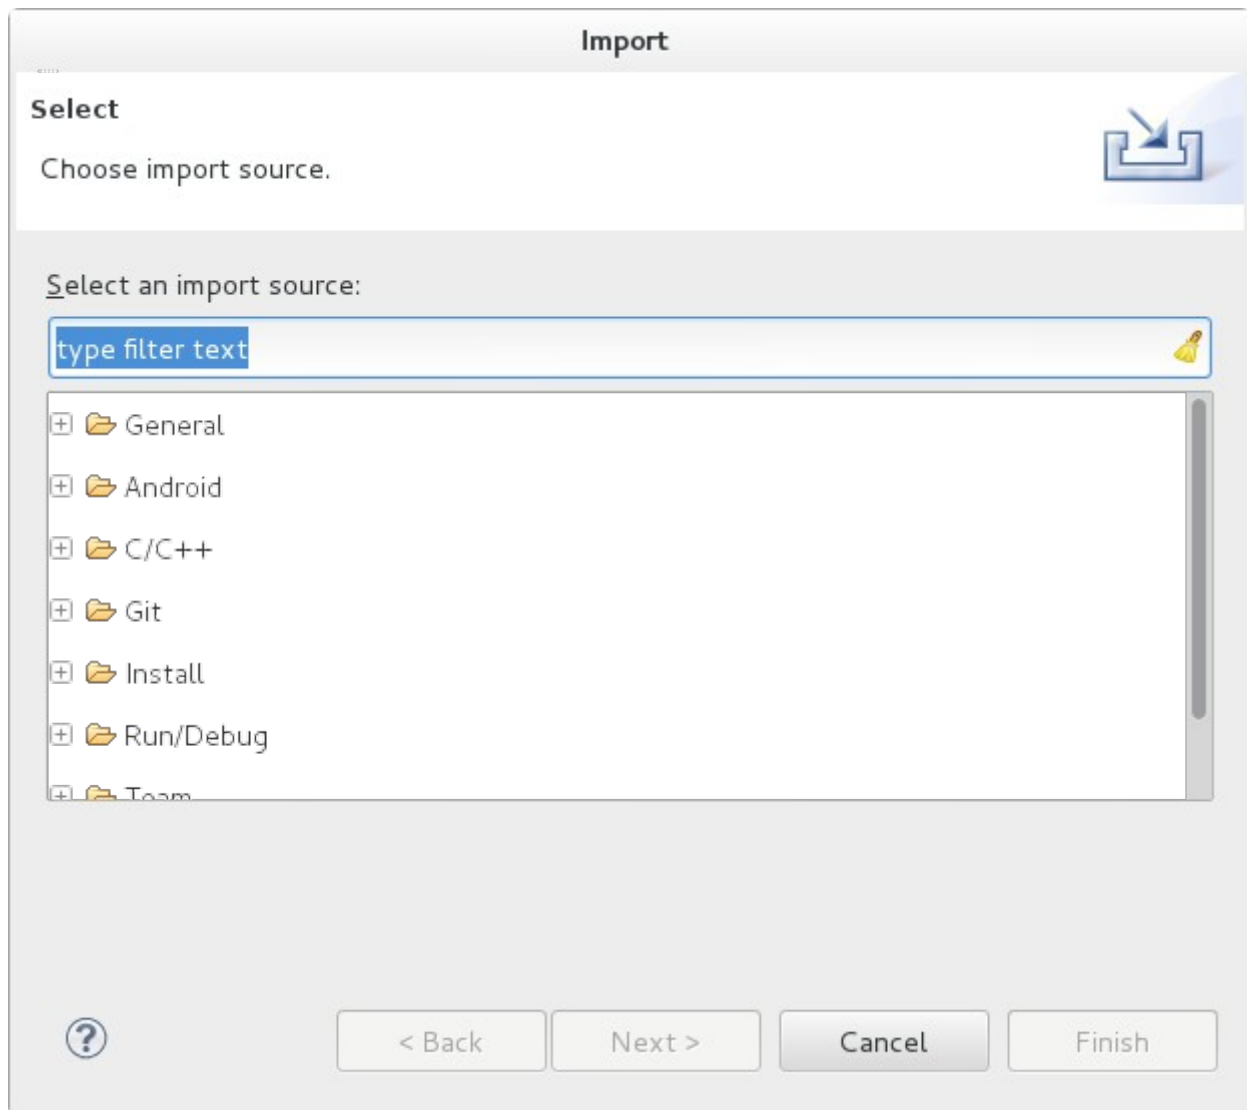 Import
Select
Choose import source.
Select an import source:
type filter text
General
Android
C/C++
Git
Install
Run/Debug
Team
< Back
Next >
Cancel
Finish